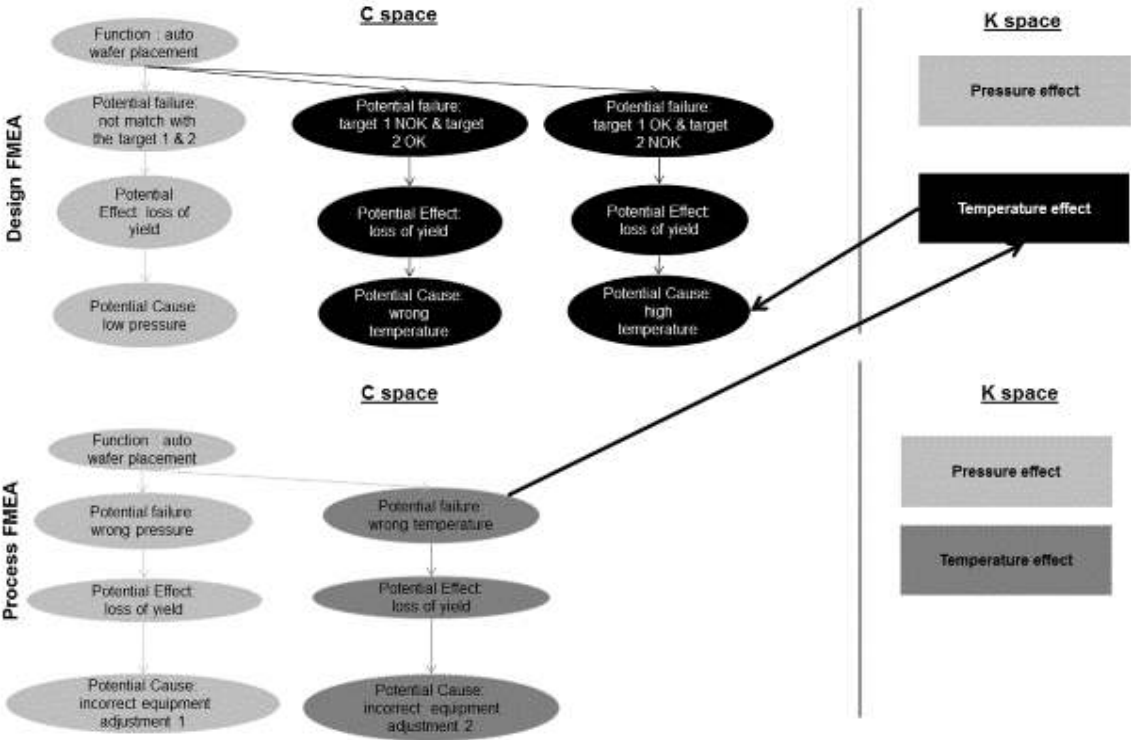 C space
K space
Design FMEA
Function : auto
wafer placement
Potential failure:
not match with
the target 1 & 2
Potential
Effect loss of
yield
Potential Cause:
low pressure
Potential failure:
target 1 NOK & target
2 OK
Potential Effect:
loss of yield
Potential Cause:
wrong
temperature
Potential failure:
target 1 OK & target
2 NOK
Potential Effect:
loss of yield
Potential Cause:
high
temperature
Pressure effect
Temperature effect
C space
K space
Process FMEA
Function : auto
wafer placement
Potential failure:
wrong pressure
Potential Effect:
loss of yield
Potential Cause:
incorrect equipment
adjustment 1
Potential failure:
wrong temperature
Potential Effect:
loss of yield
Potential Cause:
incorrect equipment
adjustment 2
Pressure effect
Temperature effect